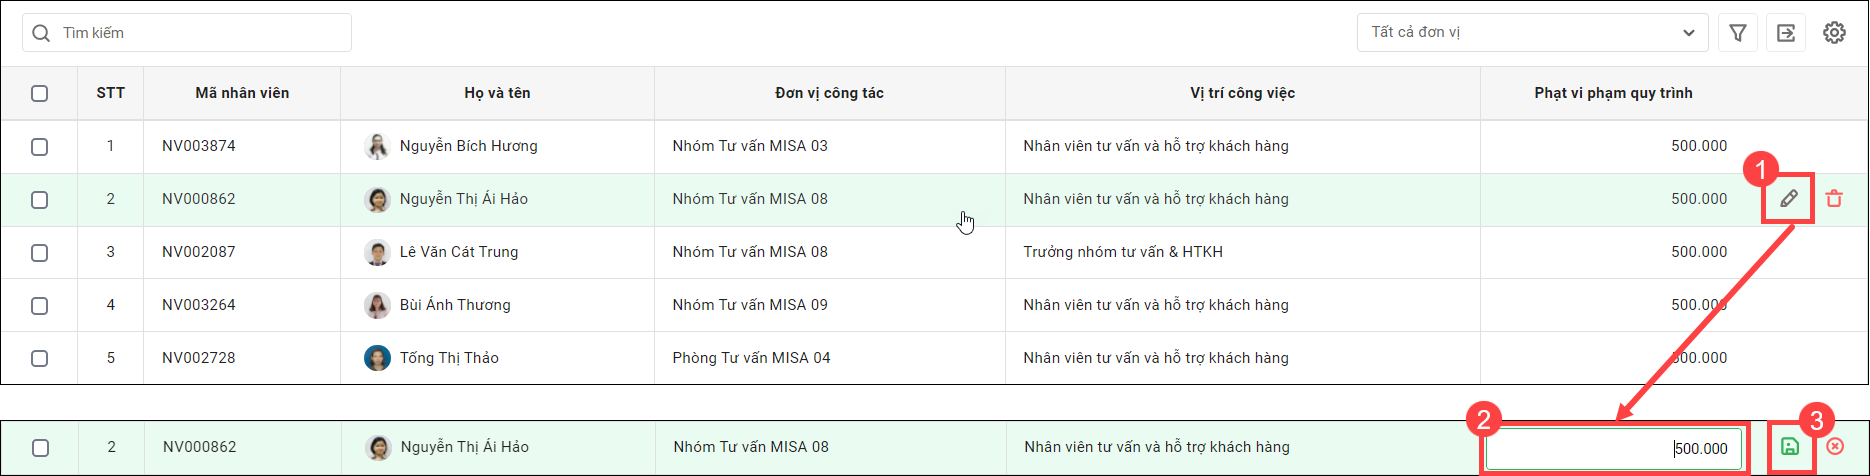 Tìm kiếm Tất cả đơn vị
STT Mã nhân viên Họ và tên Đơn vị công tác Vị trí công việc Phạt vi phạm quy trình
1 NV003874 Nguyễn Bích Hương Nhóm Tư vấn MISA 03 Nhân viên tư vấn và hỗ trợ khách hàng 500.000
1
2 NV000862 Nguyễn Thị Ái Hảo Nhóm Tư vấn MISA 08 Nhân viên tư vấn và hỗ trợ khách hàng 500.000
3 NV002087 Lê Văn Cát Trung Nhóm Tư vấn MISA 08 Trưởng nhóm tư vấn & HTKH 500.000
4 NV003264 Bùi Ánh Thương Nhóm Tư vấn MISA 09 Nhân viên tư vấn và hỗ trợ khách hàng 500.000
5 NV002728 Tống Thị Thảo Phòng Tư vấn MISA 04 Nhân viên tư vấn và hỗ trợ khách hàng 500.000
2 3
2 NV000862 Nguyễn Thị Ái Hảo Nhóm Tư vấn MISA 08 Nhân viên tư vấn và hỗ trợ khách hàng 500.000